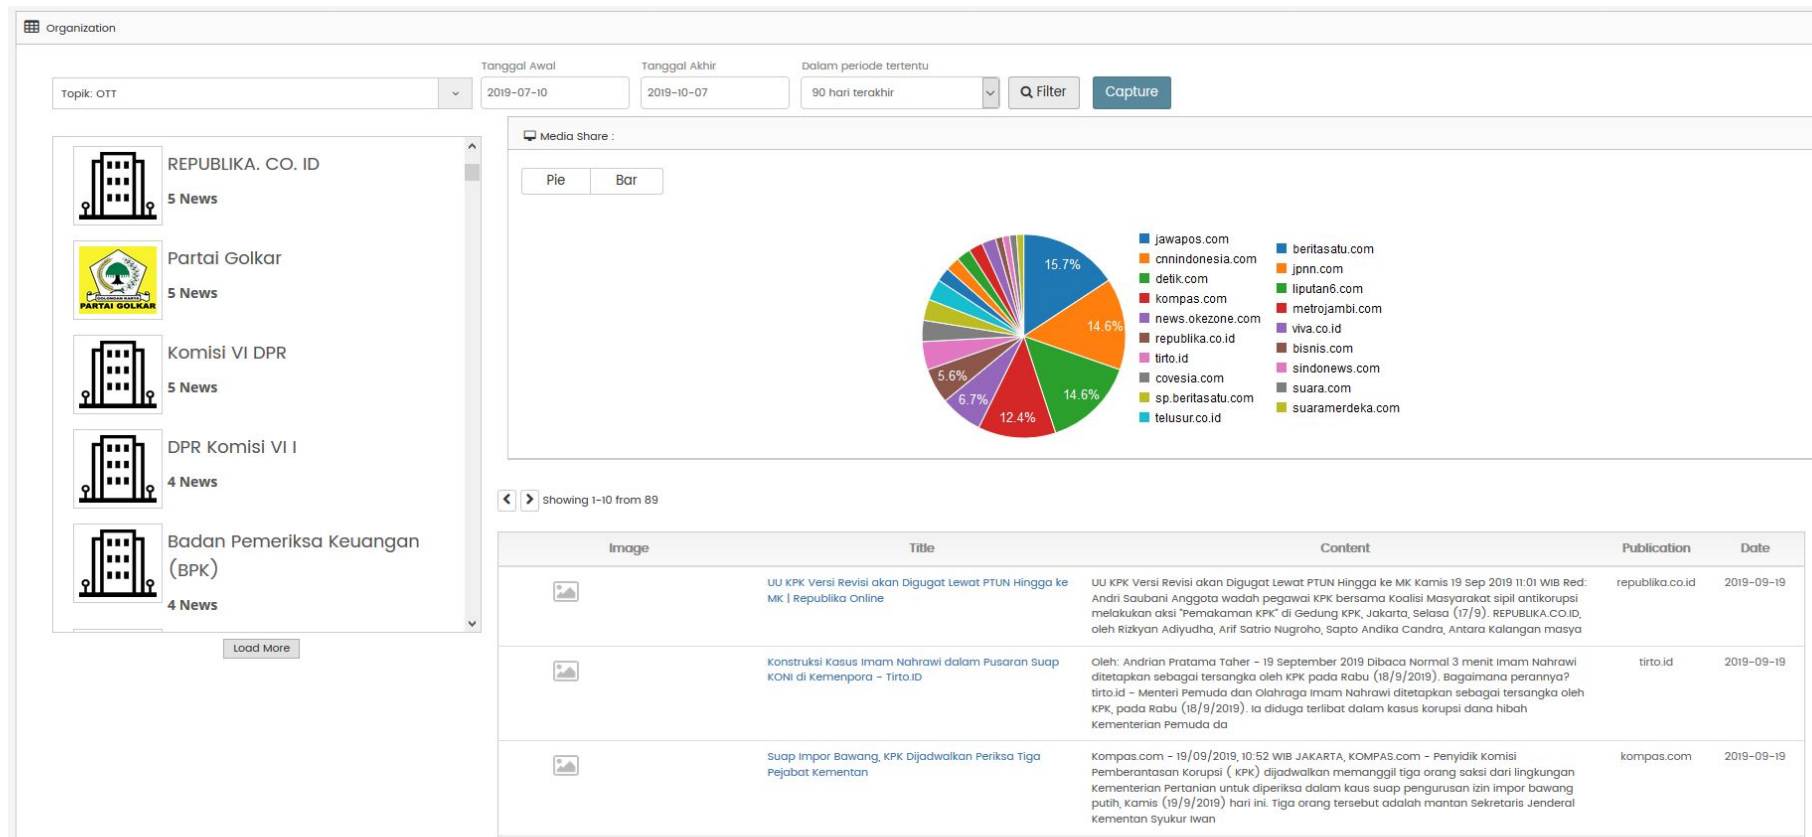 Organization
Topik: OTT
Tanggal Awal
2019-07-10
Tanggal Akhir
2019-10-07
Dalam periode tertentu
90 hari terakhir
Filter
Capture
REPUBLIKA. CO. ID
5 News
PARTAI GOLKAR
Partai Golkar
5 News
Komisi VI DPR
5 News
DPR Komisi VI I
4 News
Badan Pemeriksa Keuangan
(BPK)
4 News
Load More
Media Share :
Pie
Bar
15.7%
14.6%
14.6%
12.4%
6.7%
5.6%
jawapos.com
cnnindonesia.com
detik.com
kompas.com
news.okezone.com
republika.co.id
tirto.id
covesia.com
sp.beritasatu.com
telusur.co.id
beritasatu.com
jpnn.com
liputan6.com
metrojambi.com
viva.co.id
bisnis.com
sindonews.com
suara.com
suaramerdeka.com
Showing 1-10 from 89
Image Title Content Publication Date
UU KPK Versi Revisi akan Digugat Lewat PTUN Hingga ke
MK | Republika Online
UU KPK Versi Revisi akan Digugat Lewat PTUN Hingga ke MK Kamis 19 Sep 2019 11:01 WIB Red:
Andri Saubani Anggota wadah pegawai KPK bersama Koalisi Masyarakat sipil antikorupsi
melakukan aksi "Pemakaman KPK" di Gedung KPK, Jakarta, Selasa (17/9). REPUBLIKA.CO.ID,
oleh Rizkyan Adiyudha, Arif Satrio Nugroho, Sapto Andika Candra, Antara Kalangan masya
republika.co.id
2019-09-19
Konstruksi Kasus Imam Nahrawi dalam Pusaran Suap
KONI di Kemenpora - Tirto.ID
Oleh: Andrian Pratama Taher - 19 September 2019 Dibaca Normal 3 menit Imam Nahrawi
ditetapkan sebagai tersangka oleh KPK pada Rabu (18/9/2019). Bagaimana perannya?
tirto.id - Menteri Pemuda dan Olahraga Imam Nahrawi ditetapkan sebagai tersangka oleh
KPK, pada Rabu (18/9/2019). Ia diduga terlibat dalam kasus korupsi dana hibah
Kementerian Pemuda da
tirto.id
2019-09-19
Suap Impor Bawang, KPK Dijadwalkan Periksa Tiga
Pejabat Kementan
Kompas.com - 19/09/2019, 10:52 WIB JAKARTA, KOMPAS.com - Penyidik Komisi
Pemberantasan Korupsi ( KPK) dijadwalkan memanggil tiga orang saksi dari lingkungan
Kementerian Pertanian untuk diperiksa dalam kaus suap pengurusan izin impor bawang
putih, Kamis (19/9/2019) hari ini. Tiga orang tersebut adalah mantan Sekretaris Jenderal
Kementan Syukur Iwan
kompas.com
2019-09-19